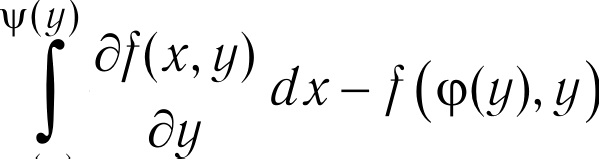 ∫^{ψ(y)} ∂f(x, y)/∂y dx − f(φ(y), y)